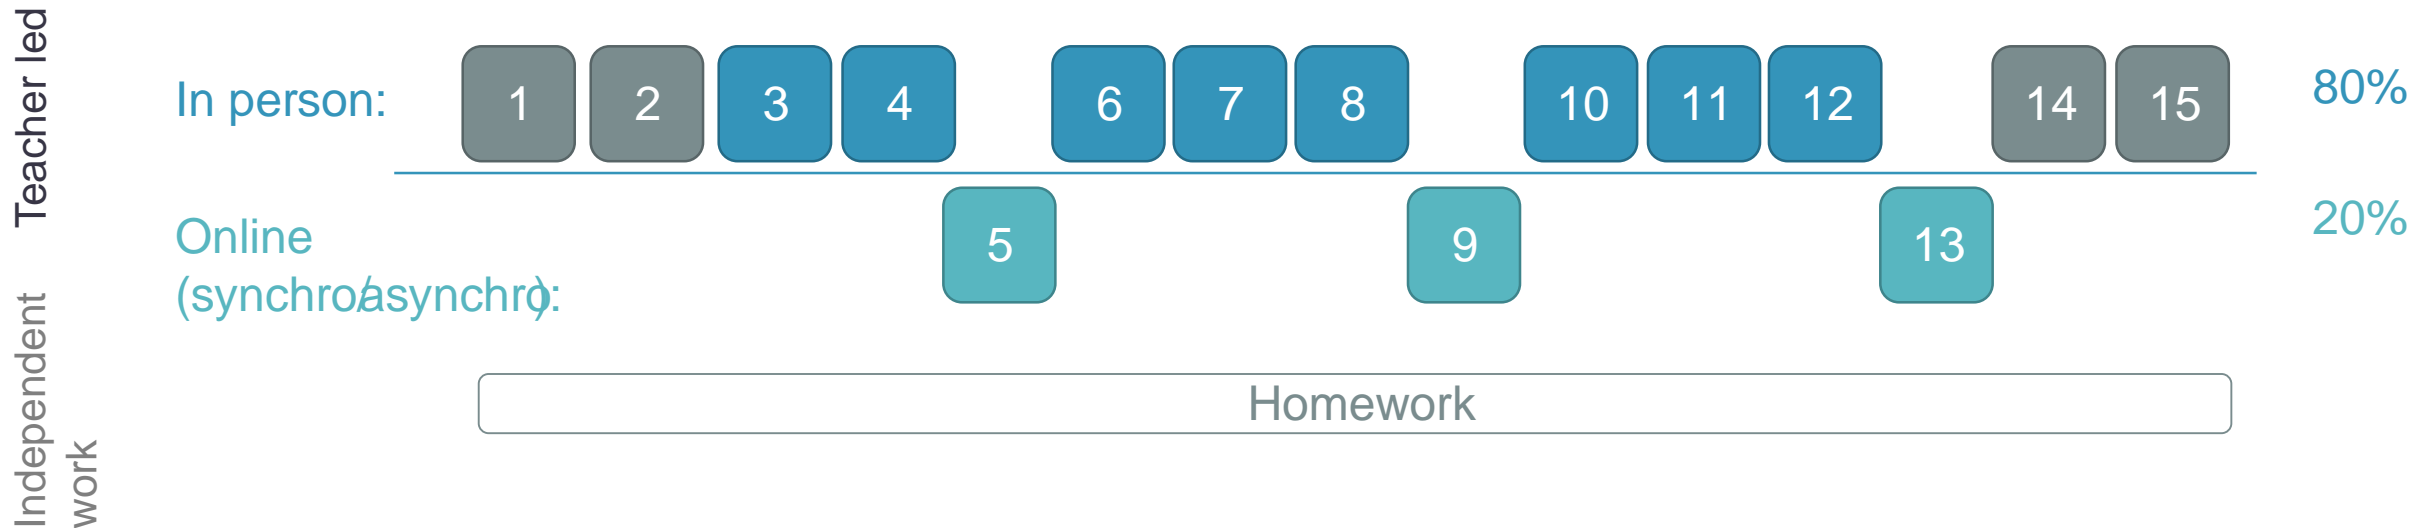 Teacher led
In person:
1 2 3 4 6 7 8 10 11 12 14 15
80%
Online
(synchro/asynchro):
5 9 13
20%
Independent
work
Homework